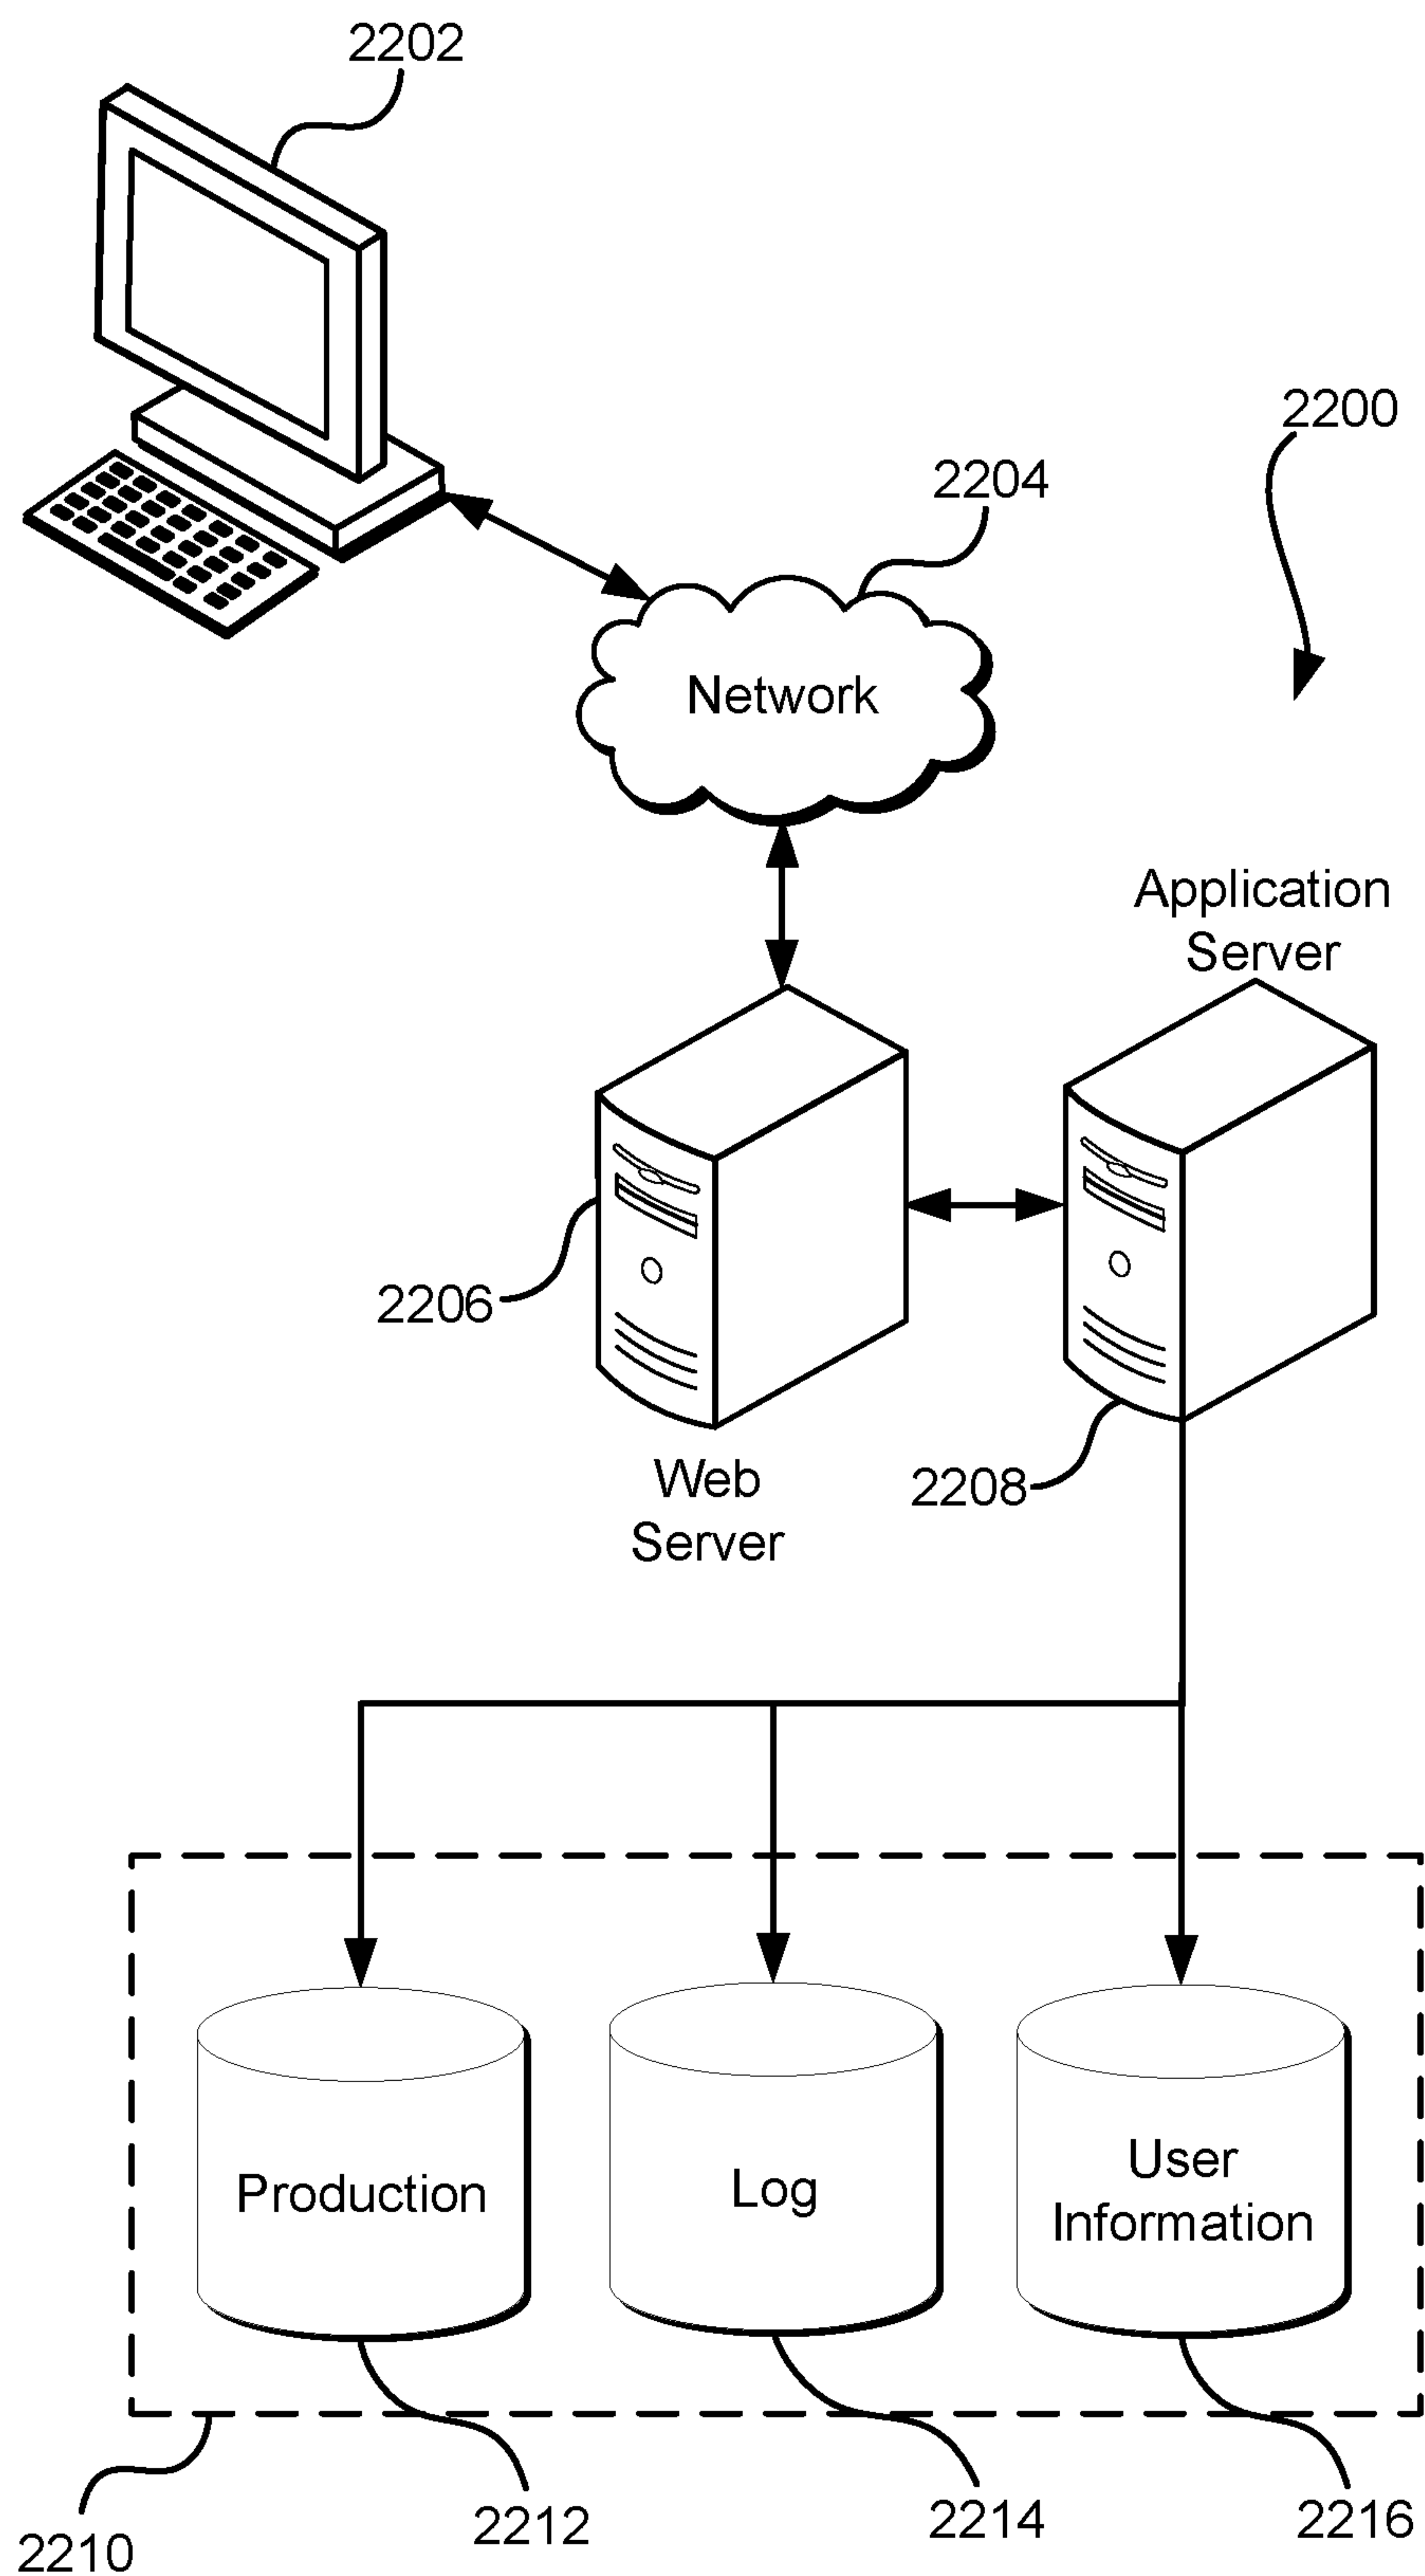 2202
2200
2204
Network
Application
Server
2206
2208
Web
Server
Production
Log
User
Information
2210
2212
2214
2216